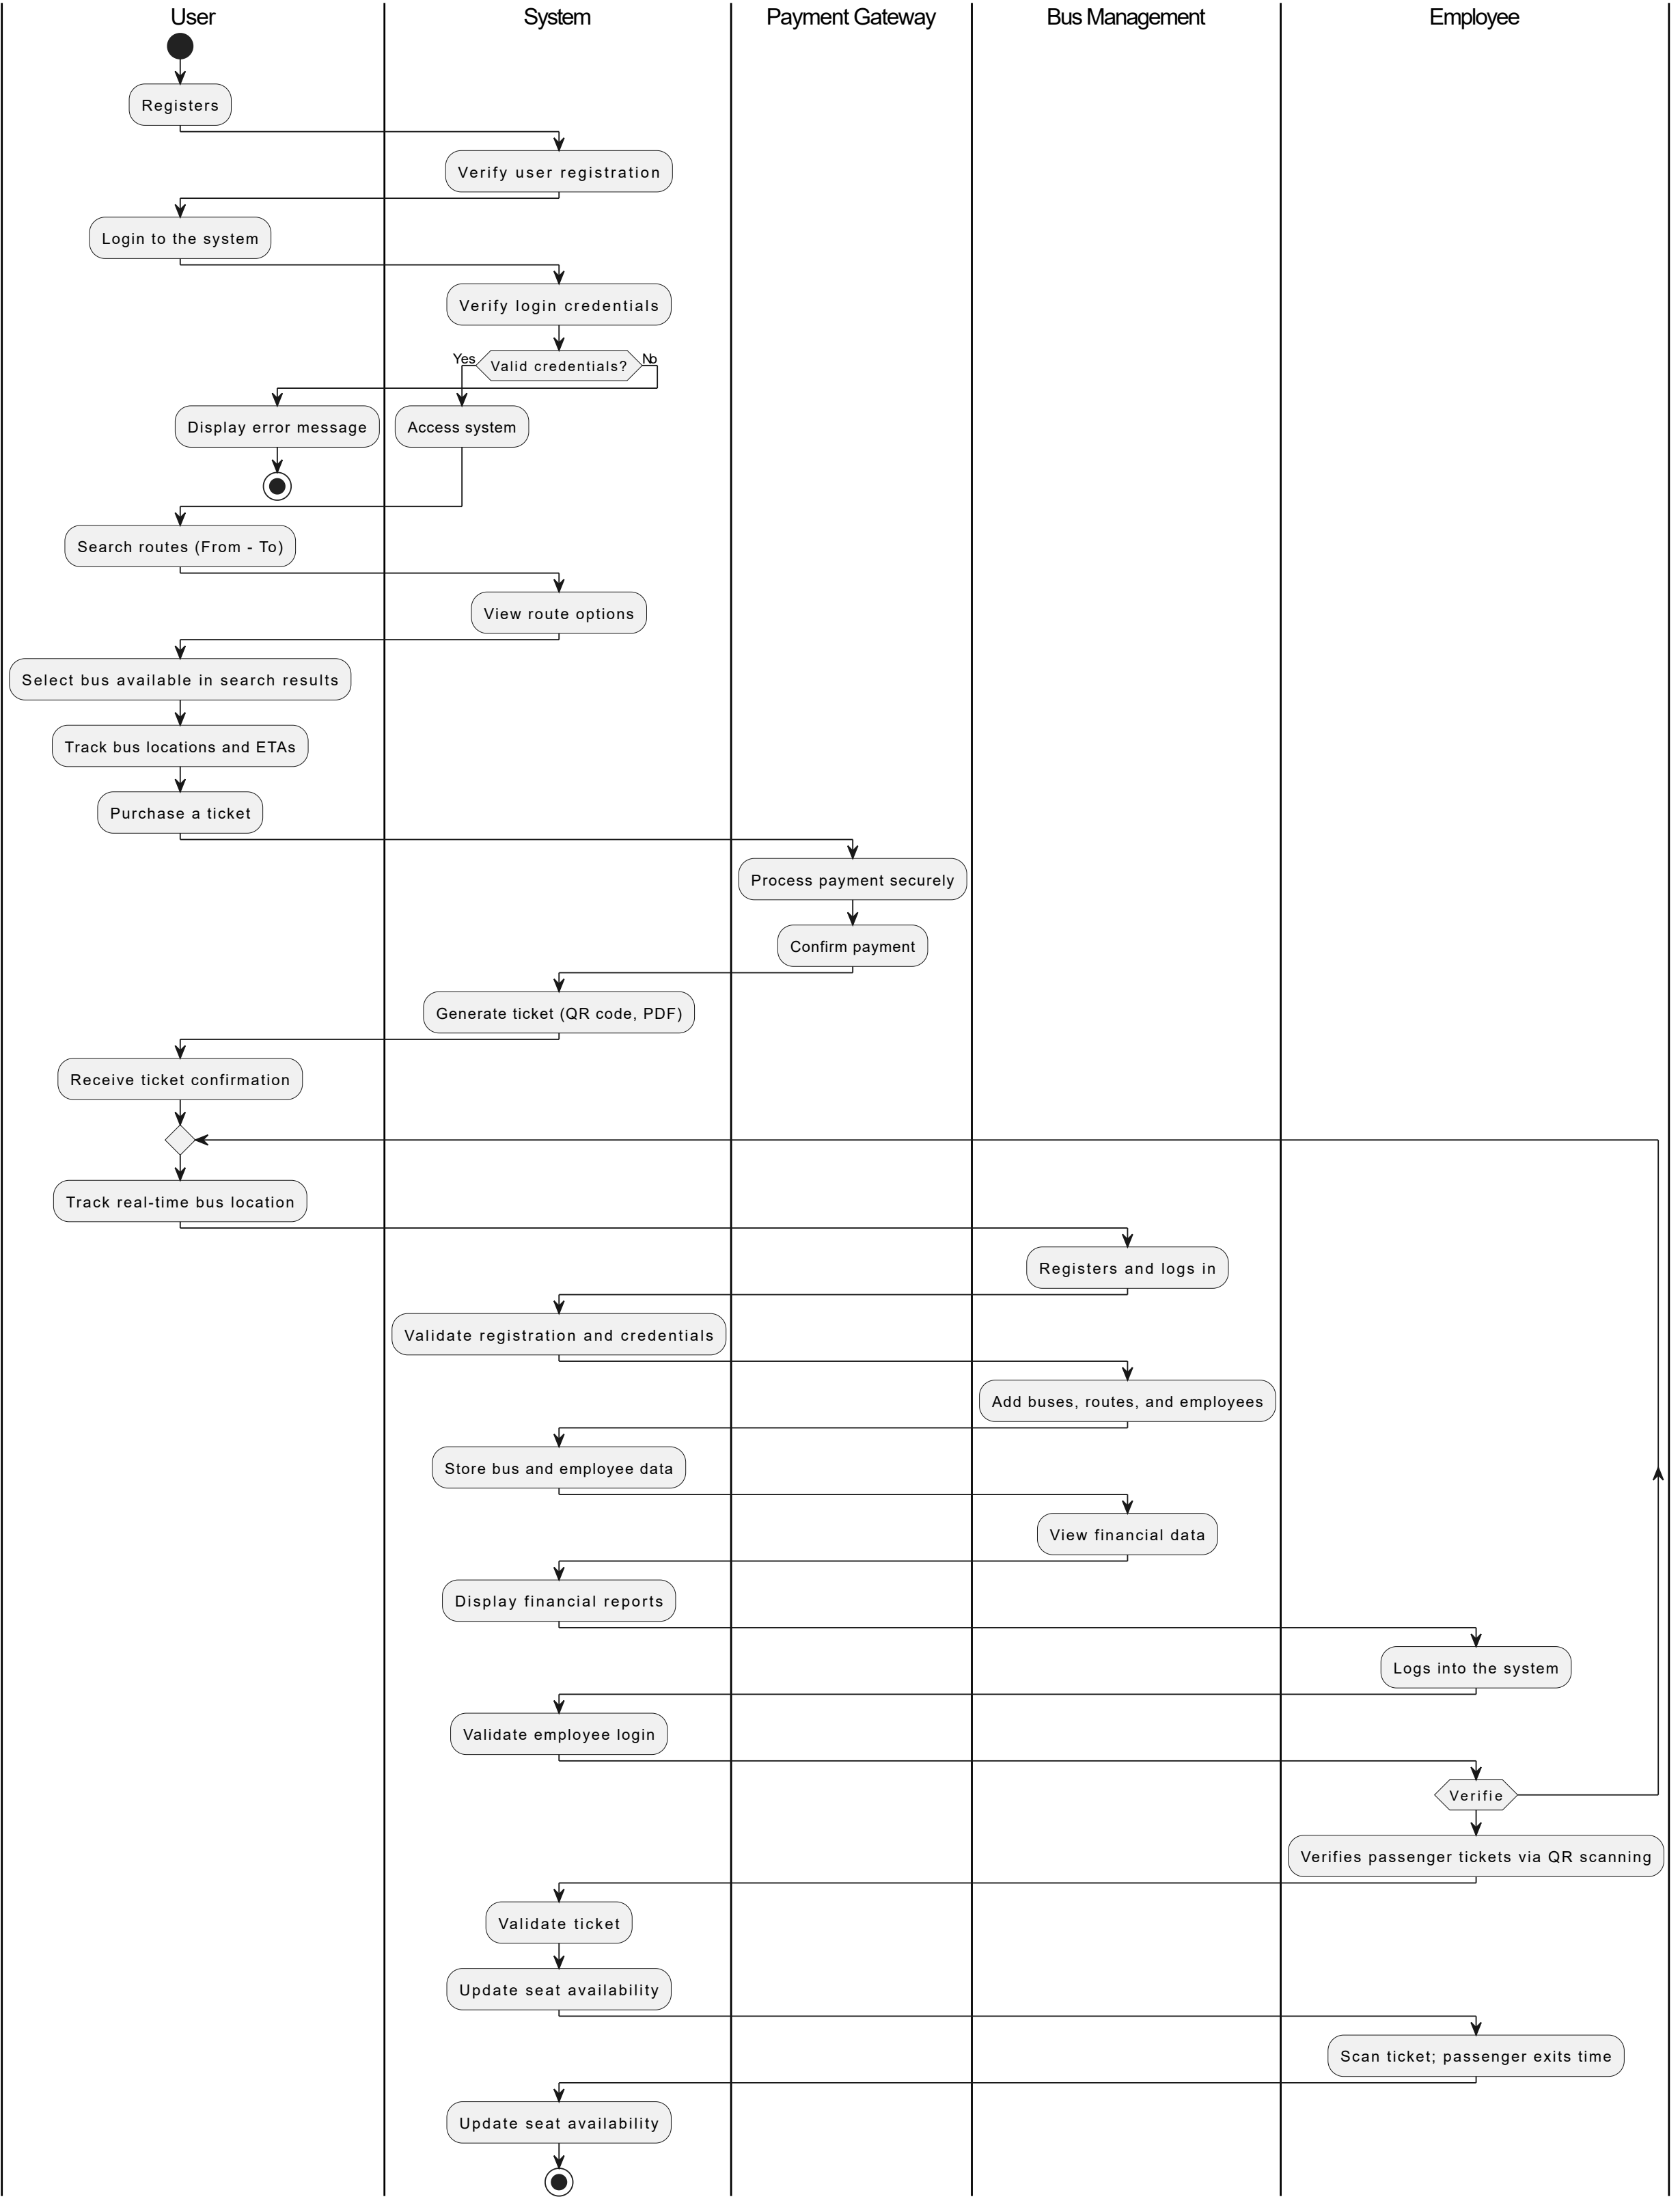 User
System
Payment Gateway
Bus Management
Employee
Registers
Verify user registration
Login to the system
Verify login credentials
Yes
Valid credentials?
No
Display error message
Access system
Search routes (From - To)
View route options
Select bus available in search results
Track bus locations and ETAs
Purchase a ticket
Process payment securely
Confirm payment
Generate ticket (QR code, PDF)
Receive ticket confirmation
Track real-time bus location
Registers and logs in
Validate registration and credentials
Add buses, routes, and employees
Store bus and employee data
View financial data
Display financial reports
Logs into the system
Validate employee login
Verifie
Verifies passenger tickets via QR scanning
Validate ticket
Update seat availability
Scan ticket; passenger exits time
Update seat availability